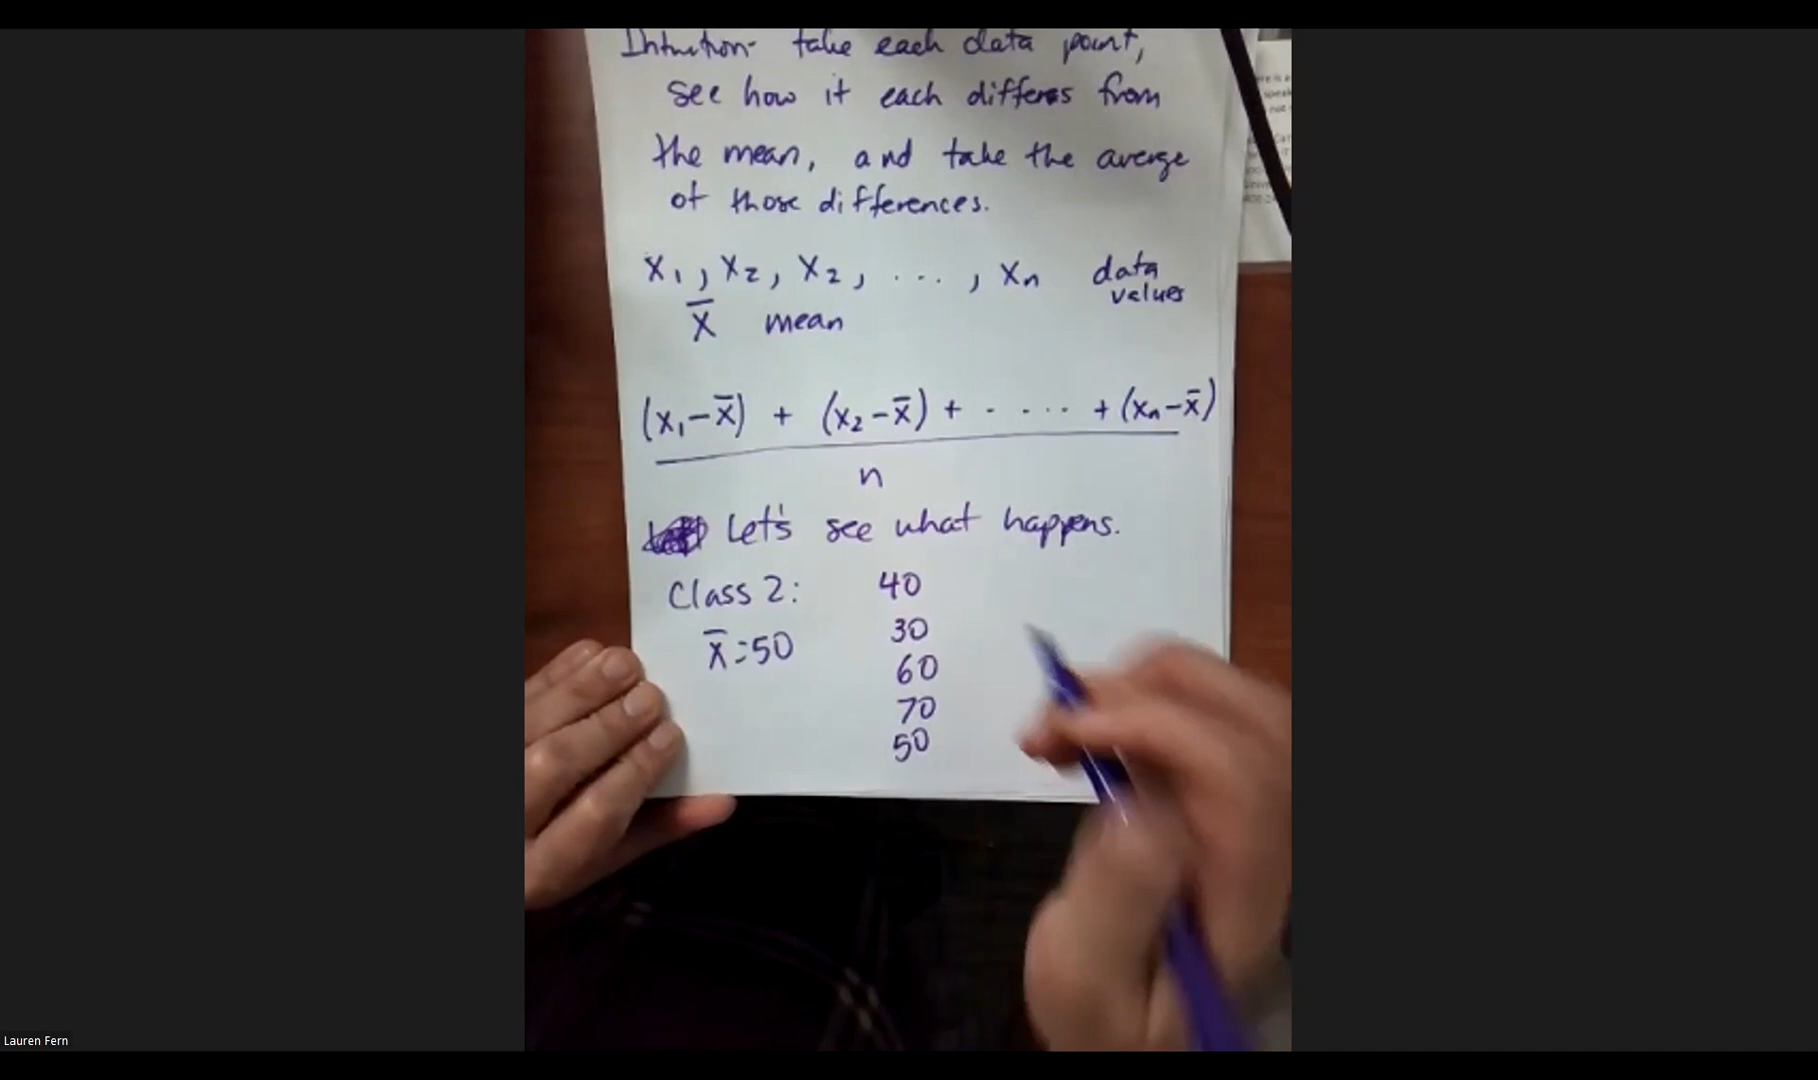 Intuition- take each data point,
see how it each differs from
the mean, and take the averge
of those differences.
x₁, x₂, x₂, . . . , xₙ data values
x̄ mean
(x₁-x̄) + (x₂-x̄) + . . . . + (xₙ-x̄)
n
Let's see what happens.
Class 2: 40
30
x̄=50
60
70
50
Lauren Fern